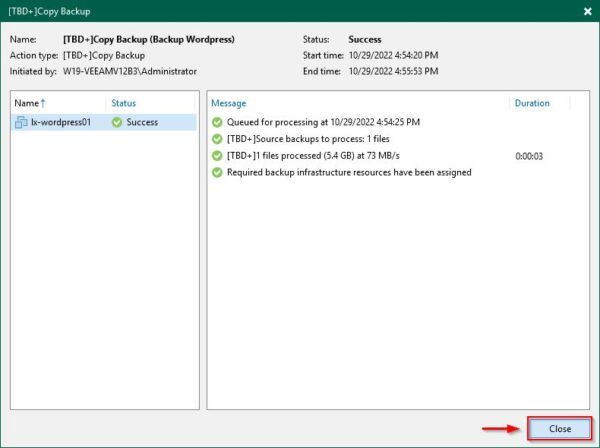 [TBD+]Copy Backup
Name: [TBD+]Copy Backup (Backup Wordpress) Status: Success
Action type: [TBD+]Copy Backup Start time: 10/29/2022 4:54:20 PM
Initiated by: W19-VEEAMV12B3\Administrator End time: 10/29/2022 4:55:53 PM
Name Status Message Duration
lx-wordpress01 Success Queued for processing at 10/29/2022 4:54:25 PM
[TBD+]Source backups to process: 1 files
[TBD+]1 files processed (5.4 GB) at 73 MB/s 0:00:03
Required backup infrastructure resources have been assigned
Close